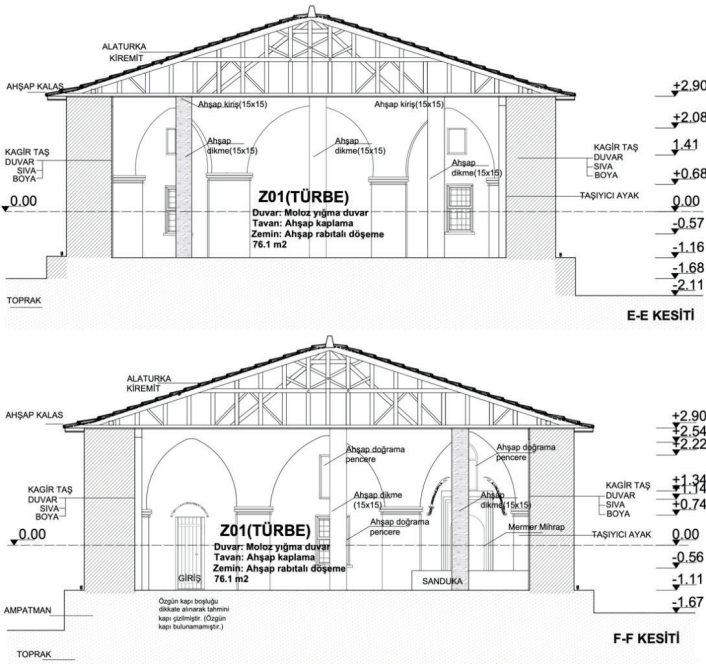 ALATURKA
KİREMİT
AHŞAP KALAS
Ahşap kiriş(15x15)
Ahşap kiriş(15x15)
+2.90
+2.08
1.41
+0.68
0.00
-0.57
-1.16
-1.68
-2.11
KAGİR TAŞ
DUVAR
SIVA
BOYA
Ahşap
dikme(15x15)
Ahşap
dikme(15x15)
Ahşap
dikme(15x15)
KAGİR TAŞ
DUVAR
SIVA
BOYA
TAŞIYICI AYAK
0.00
Z01(TÜRBE)
Duvar: Moloz yığma duvar
Tavan: Ahşap kaplama
Zemin: Ahşap rabıtalı döşeme
76.1 m2
TOPRAK
E-E KESİTİ
ALATURKA
KİREMİT
AHŞAP KALAS
+2.90
+2.54
+2.22
+1.34
+1.14
+0.74
0.00
-0.56
-1.11
-1.67
Ahşap doğrama
pencere
Ahşap doğrama
pencere
KAGİR TAŞ
DUVAR
SIVA
BOYA
Ahşap dikme
(15x15)
Ahşap
dikme(15x15)
KAGİR TAŞ
DUVAR
SIVA
BOYA
Ahşap doğrama
pencere
Mermer Mihrap
TAŞIYICI AYAK
0.00
Z01(TÜRBE)
Duvar: Moloz yığma duvar
Tavan: Ahşap kaplama
Zemin: Ahşap rabıtalı döşeme
76.1 m2
GİRİŞ
SANDUKA
Özgün kapı boşluğu
dikkate alınarak tahmini
kapı çizilmiştir. (Özgün
kapı bulunamamıştır.)
AMPATMAN
TOPRAK
F-F KESİTİ